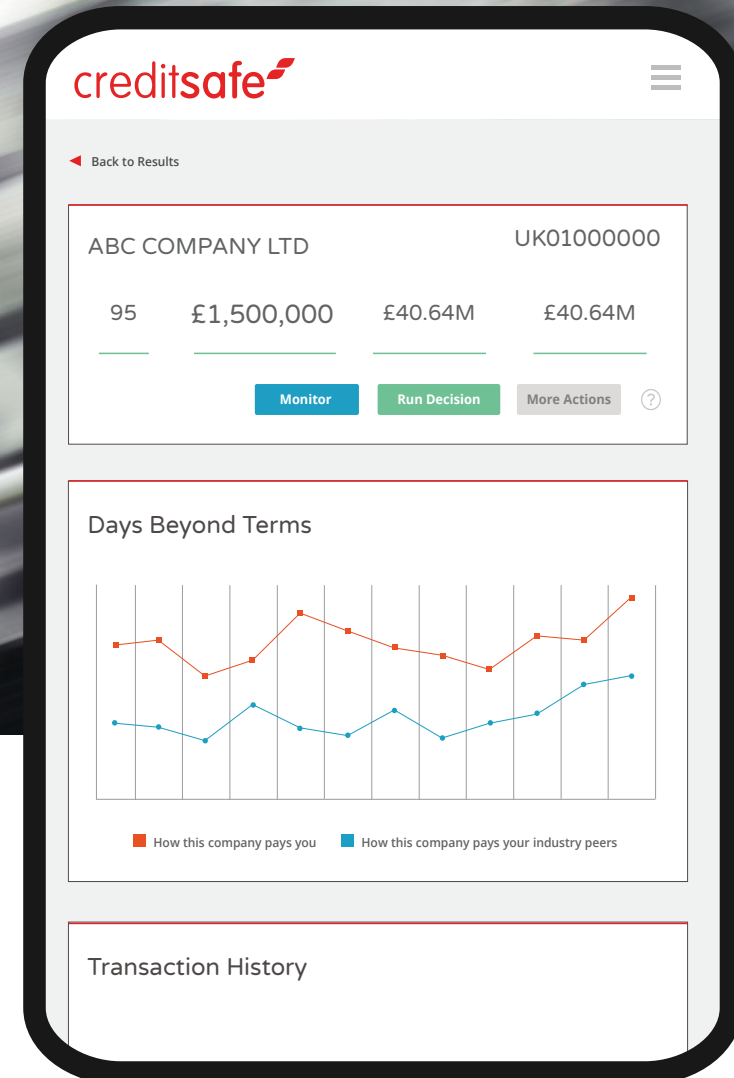 creditsafe
Back to Results
ABC COMPANY LTD
UK01000000
95 £1,500,000 £40.64M £40.64M
Monitor Run Decision More Actions ?
Days Beyond Terms
How this company pays you How this company pays your industry peers
Transaction History